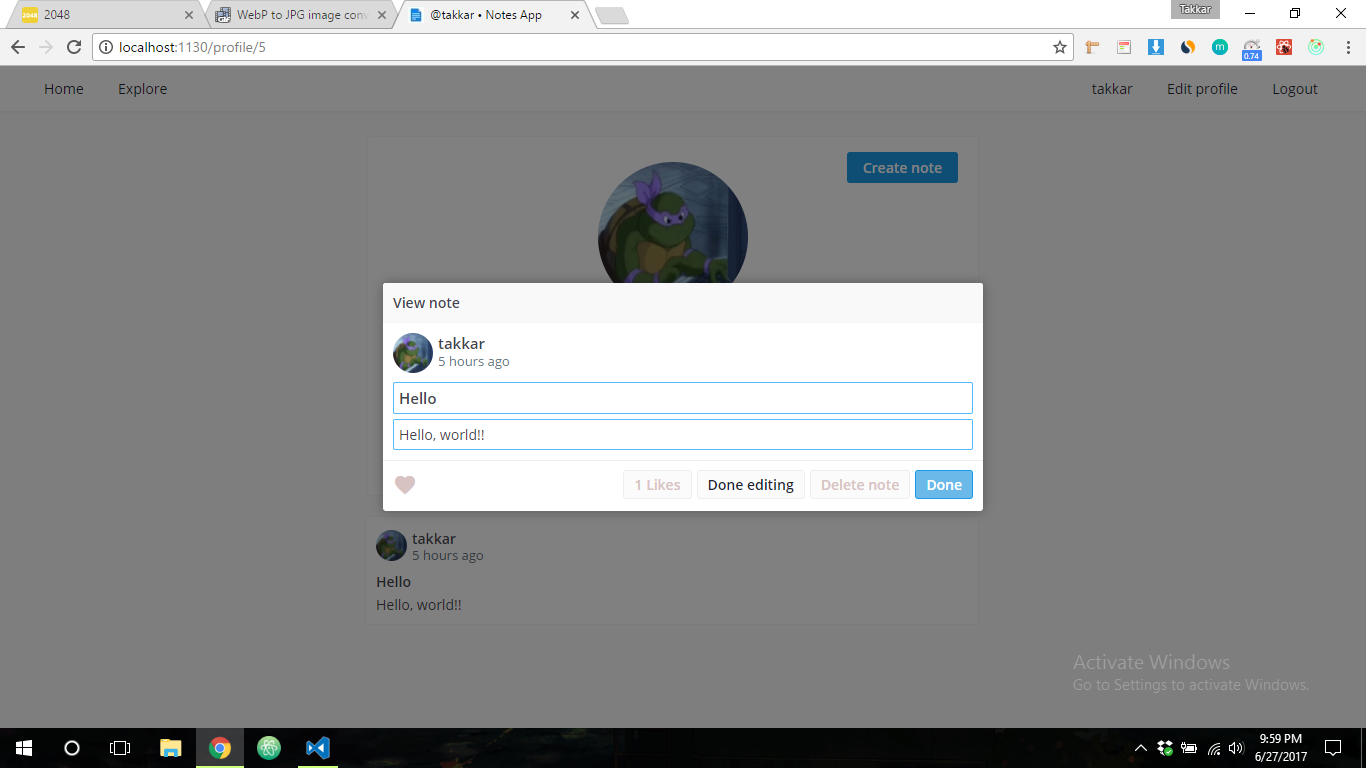 2048 2048
WebP to JPG image conv
@takkar • Notes App
Takkar
localhost:1130/profile/5
m
0.74
Home
Explore
takkar
Edit profile
Logout
Create note
View note
takkar
5 hours ago
Hello
Hello, world!!
1 Likes
Done editing
Delete note
Done
takkar
5 hours ago
Hello
Hello, world!!
Activate Windows
Go to Settings to activate Windows.
9:59 PM
6/27/2017